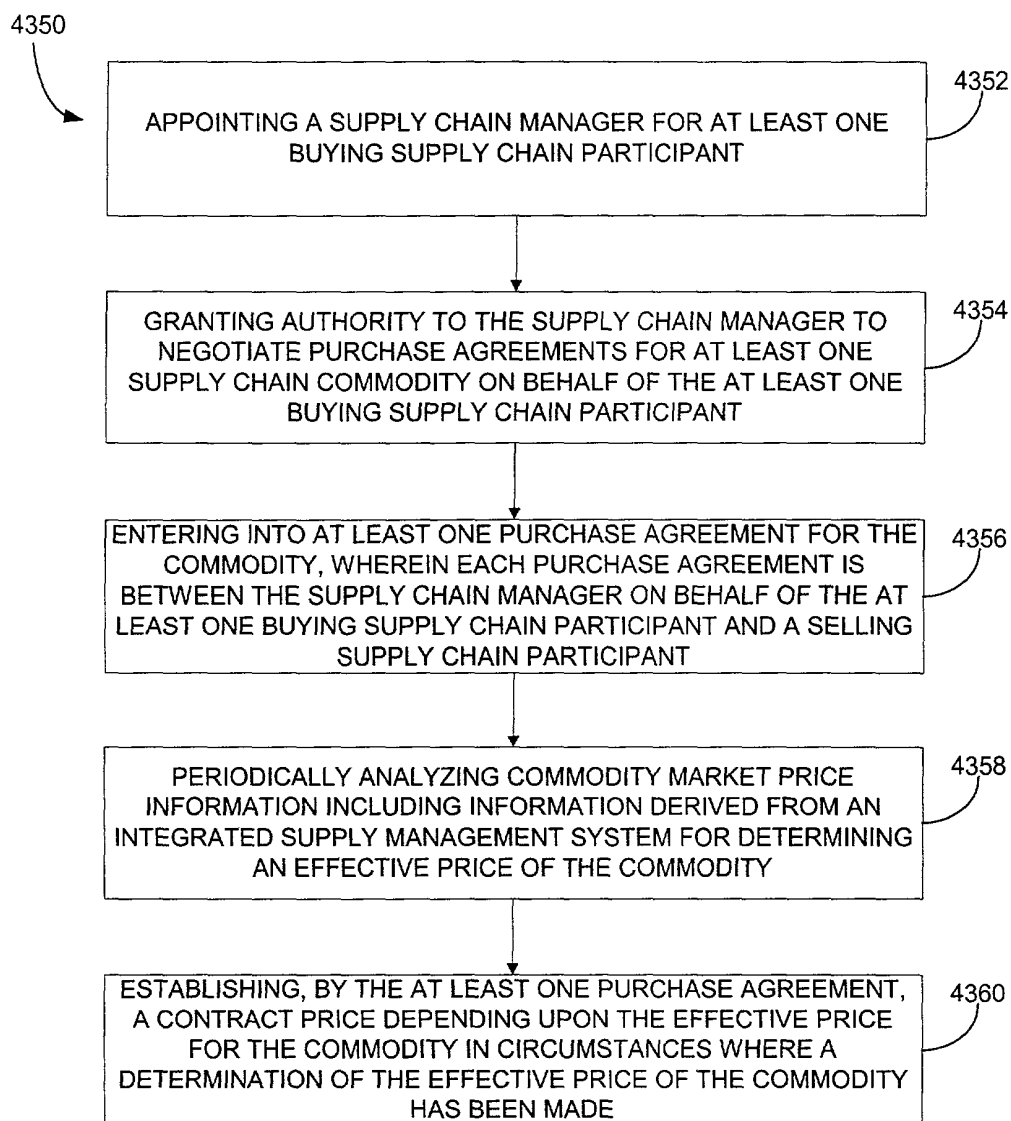 4350
APPOINTING A SUPPLY CHAIN MANAGER FOR AT LEAST ONE
BUYING SUPPLY CHAIN PARTICIPANT
4352
GRANTING AUTHORITY TO THE SUPPLY CHAIN MANAGER TO
NEGOTIATE PURCHASE AGREEMENTS FOR AT LEAST ONE
SUPPLY CHAIN COMMODITY ON BEHALF OF THE AT LEAST ONE
BUYING SUPPLY CHAIN PARTICIPANT
4354
ENTERING INTO AT LEAST ONE PURCHASE AGREEMENT FOR THE
COMMODITY, WHEREIN EACH PURCHASE AGREEMENT IS
BETWEEN THE SUPPLY CHAIN MANAGER ON BEHALF OF THE AT
LEAST ONE BUYING SUPPLY CHAIN PARTICIPANT AND A SELLING
SUPPLY CHAIN PARTICIPANT
4356
PERIODICALLY ANALYZING COMMODITY MARKET PRICE
INFORMATION INCLUDING INFORMATION DERIVED FROM AN
INTEGRATED SUPPLY MANAGEMENT SYSTEM FOR DETERMINING
AN EFFECTIVE PRICE OF THE COMMODITY
4358
ESTABLISHING, BY THE AT LEAST ONE PURCHASE AGREEMENT,
A CONTRACT PRICE DEPENDING UPON THE EFFECTIVE PRICE
FOR THE COMMODITY IN CIRCUMSTANCES WHERE A
DETERMINATION OF THE EFFECTIVE PRICE OF THE COMMODITY
HAS BEEN MADE
4360